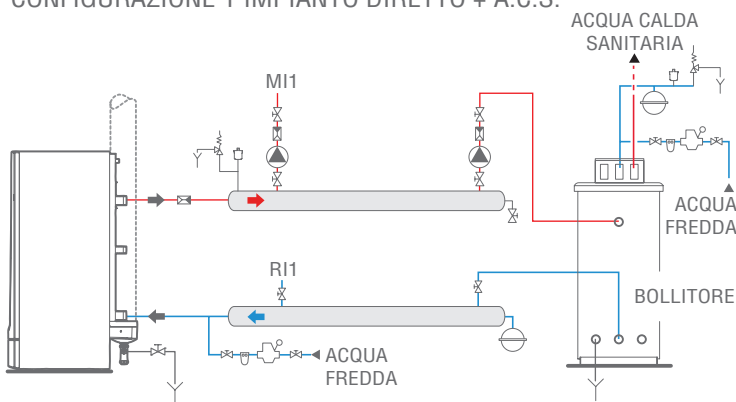 CONFIGURAZIONE 1 IMPIANTO DIRETTO + A.C.S.
ACQUA CALDA
SANITARIA
MI1
ACQUA
FREDDA
RI1
BOLLITORE
ACQUA
FREDDA